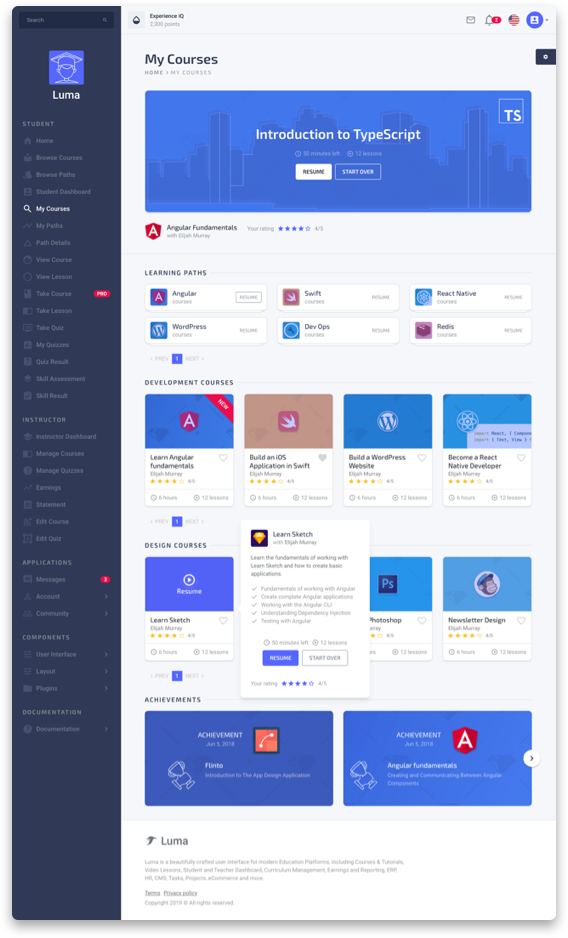 Search
Experience IQ
2,300 points
3
Luma
STUDENT
Home
Browse Courses
Browse Paths
Student Dashboard
My Courses
My Paths
Path Details
View Course
View Lesson
Take Course PRO
Take Lesson
Take Quiz
My Quizzes
Quiz Result
Skill Assessment
Skill Result
INSTRUCTOR
Instructor Dashboard
Manage Courses
Manage Quizzes
Earnings
Statement
Edit Course
Edit Quiz
APPLICATIONS
Messages 3
Account
Community
COMPONENTS
User Interface
Layout
Plugins
DOCUMENTATION
Documentation
My Courses
HOME > MY COURSES
TS
Introduction to TypeScript
50 minutes left 12 lessons
RESUME START OVER
Angular Fundamentals Your rating 4/5
with Elijah Murray
LEARNING PATHS
Angular RESUME Swift RESUME React Native RESUME
courses courses courses
WordPress RESUME Dev Ops RESUME Redis RESUME
courses courses courses
‹ PREV 1 NEXT ›
DEVELOPMENT COURSES
NEW
import React, { Compone
import { Text, View }
Learn Angular Build an iOS Build a WordPress Become a React
fundamentals Application in Swift Website Native Developer
Elijah Murray Elijah Murray Elijah Murray Elijah Murray
4/5 4/5 4/5 4/5
6 hours 12 lessons 6 hours 12 lessons 6 hours 12 lessons 6 hours 12 lessons
‹ PREV 1 NEXT ›
DESIGN COURSES
Resume
Ps
Learn Sketch Photoshop Newsletter Design
Elijah Murray Elijah Murray
4/5 4/5
6 hours 12 lessons 12 lessons 6 hours 12 lessons
Learn Sketch
with Elijah Murray
Learn the fundamentals of working with
Learn Sketch and how to create basic
applications.
Fundamentals of working with Angular
Create complete Angular applications
Working with the Angular CLI
Understanding Dependency Injection
Testing with Angular
50 minutes left 12 lessons
RESUME START OVER
Your rating 4/5
‹ PREV 1 NEXT ›
ACHIEVEMENTS
ACHIEVEMENT
Jun 5, 2018
Flinto
Introduction to The App Design Application
ACHIEVEMENT
Jun 5, 2018
Angular fundamentals
Creating and Communicating Between Angular
Components
Luma
Luma is a beautifully crafted user interface for modern Education Platforms, including Courses & Tutorials,
Video Lessons, Student and Teacher Dashboard, Curriculum Management, Earnings and Reporting, ERP,
HR, CMS, Tasks, Projects, eCommerce and more.
Terms Privacy policy
Copyright 2019 © All rights reserved.